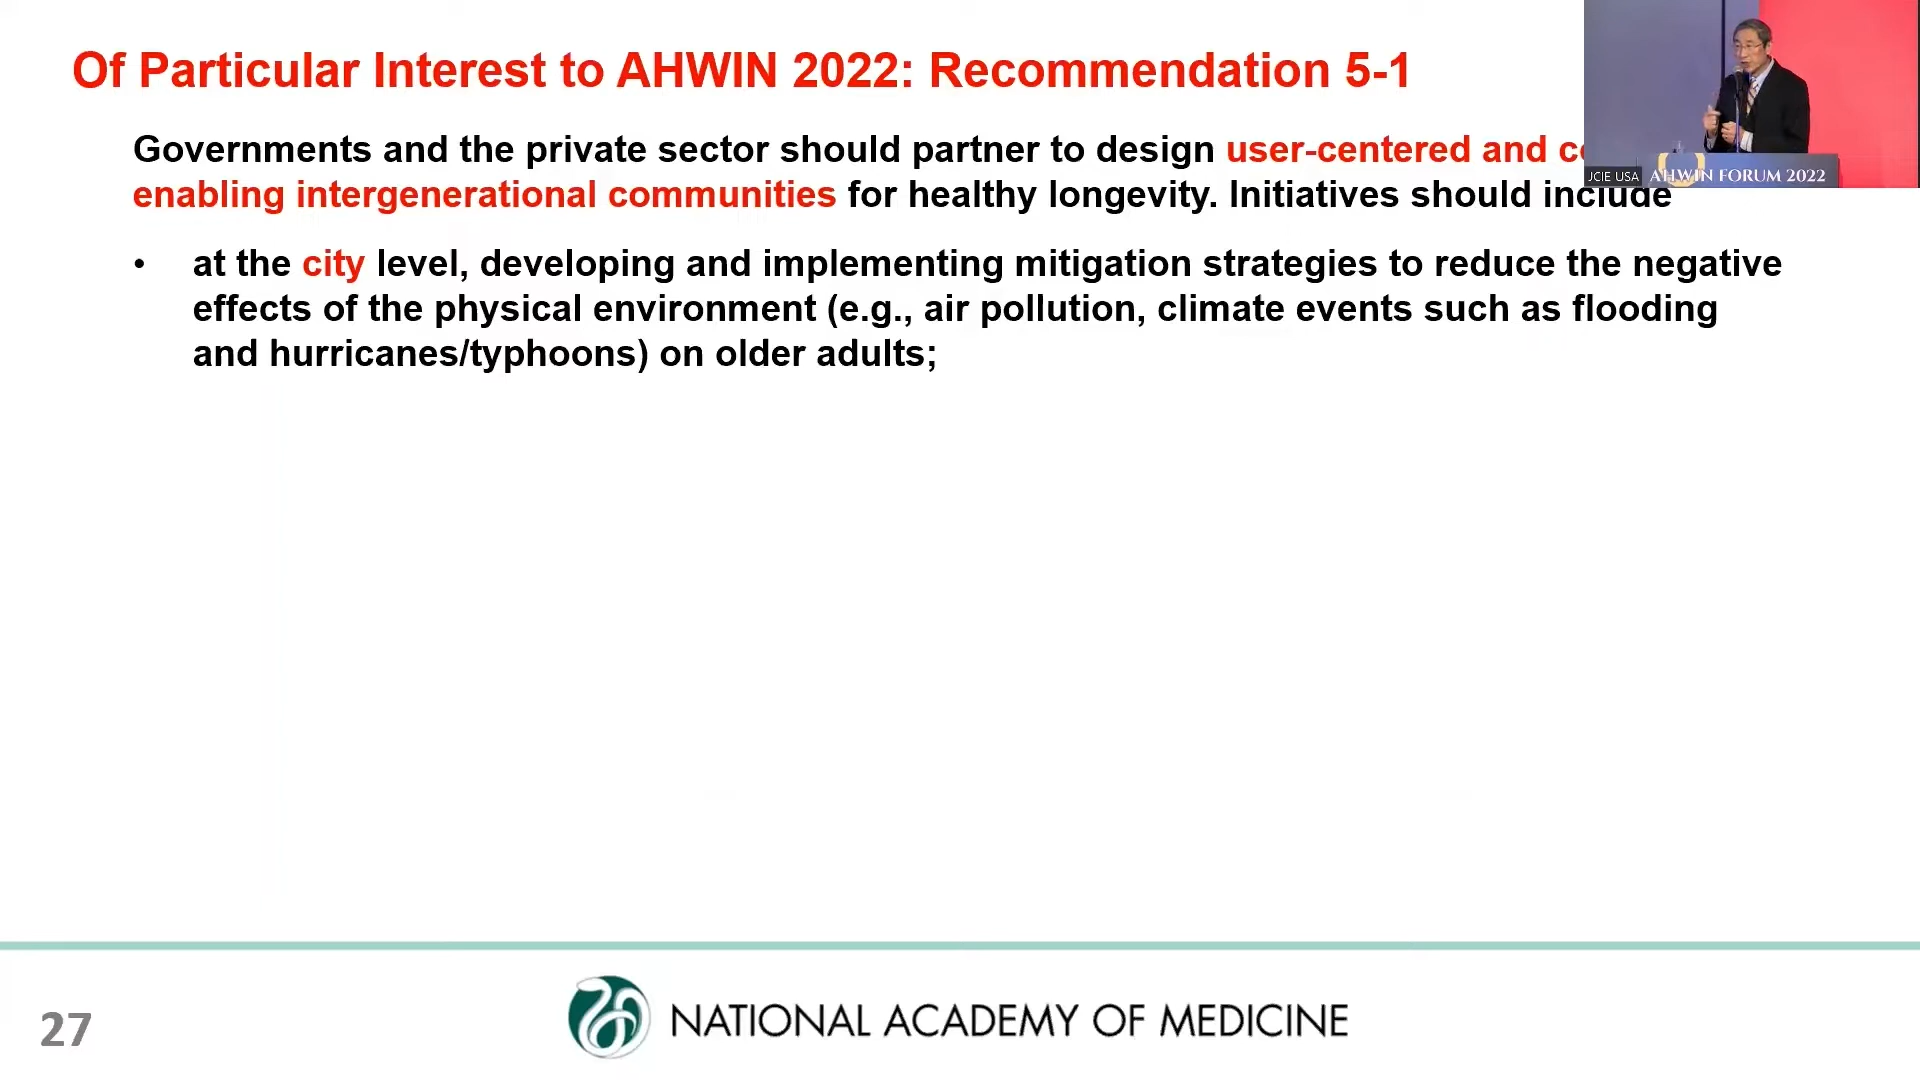 Of Particular Interest to AHWIN 2022: Recommendation 5-1
Governments and the private sector should partner to design user-centered and
enabling intergenerational communities for healthy longevity. Initiatives should include
• at the city level, developing and implementing mitigation strategies to reduce the negative
effects of the physical environment (e.g., air pollution, climate events such as flooding
and hurricanes/typhoons) on older adults;
JCIE USA
AHWIN FORUM 2022
27
NATIONAL ACADEMY OF MEDICINE